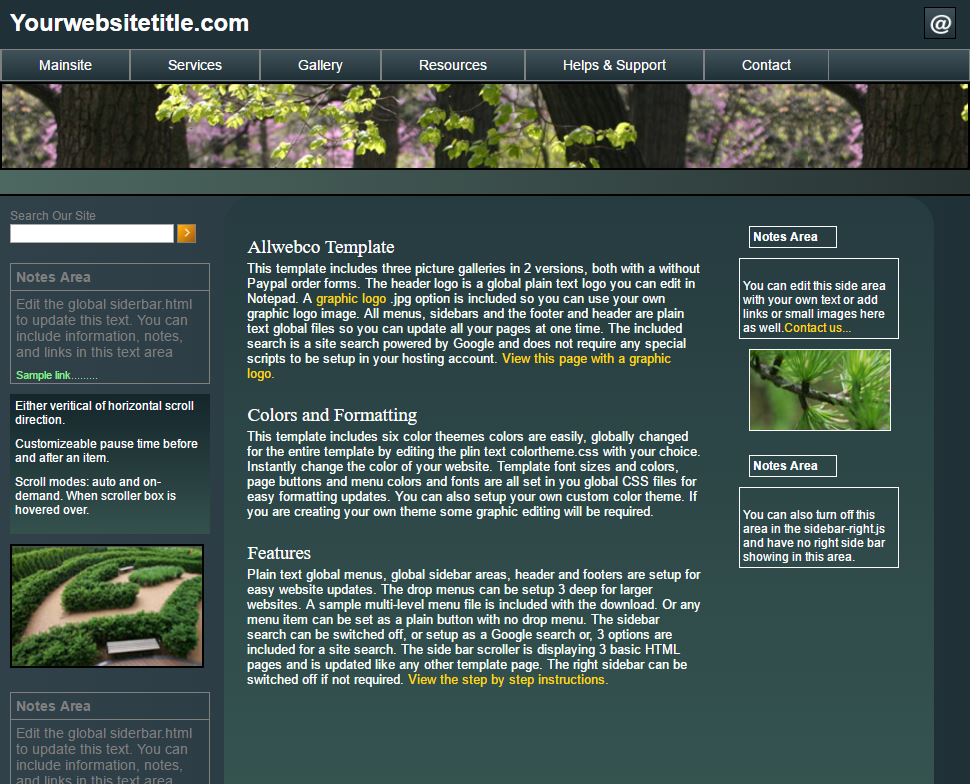 Yourwebsitetitle.com
@
Mainsite
Services
Gallery
Resources
Helps & Support
Contact
Search Our Site
Notes Area
Edit the global siderbar.html
to update this text. You can
include information, notes,
and links in this text area
Sample link.........
Either veritical of horizontal scroll
direction.
Customizeable pause time before
and after an item.
Scroll modes: auto and on-
demand. When scroller box is
hovered over.
Notes Area
Edit the global siderbar.html
to update this text. You can
include information, notes,
and links in this text area
Allwebco Template
This template includes three picture galleries in 2 versions, both with a without
Paypal order forms. The header logo is a global plain text logo you can edit in
Notepad. A graphic logo .jpg option is included so you can use your own
graphic logo image. All menus, sidebars and the footer and header are plain
text global files so you can update all your pages at one time. The included
search is a site search powered by Google and does not require any special
scripts to be setup in your hosting account. View this page with a graphic
logo.
Colors and Formatting
This template includes six color theemes colors are easily, globally changed
for the entire template by editing the plin text colortheme.css with your choice.
Instantly change the color of your website. Template font sizes and colors,
page buttons and menu colors and fonts are all set in you global CSS files for
easy formatting updates. You can also setup your own custom color theme. If
you are creating your own theme some graphic editing will be required.
Features
Plain text global menus, global sidebar areas, header and footers are setup for
easy website updates. The drop menus can be setup 3 deep for larger
websites. A sample multi-level menu file is included with the download. Or any
menu item can be set as a plain button with no drop menu. The sidebar
search can be switched off, or setup as a Google search or, 3 options are
included for a site search. The side bar scroller is displaying 3 basic HTML
pages and is updated like any other template page. The right sidebar can be
switched off if not required. View the step by step instructions.
Notes Area
You can edit this side area
with your own text or add
links or small images here
as well.Contact us...
Notes Area
You can also turn off this
area in the sidebar-right.js
and have no right side bar
showing in this area.